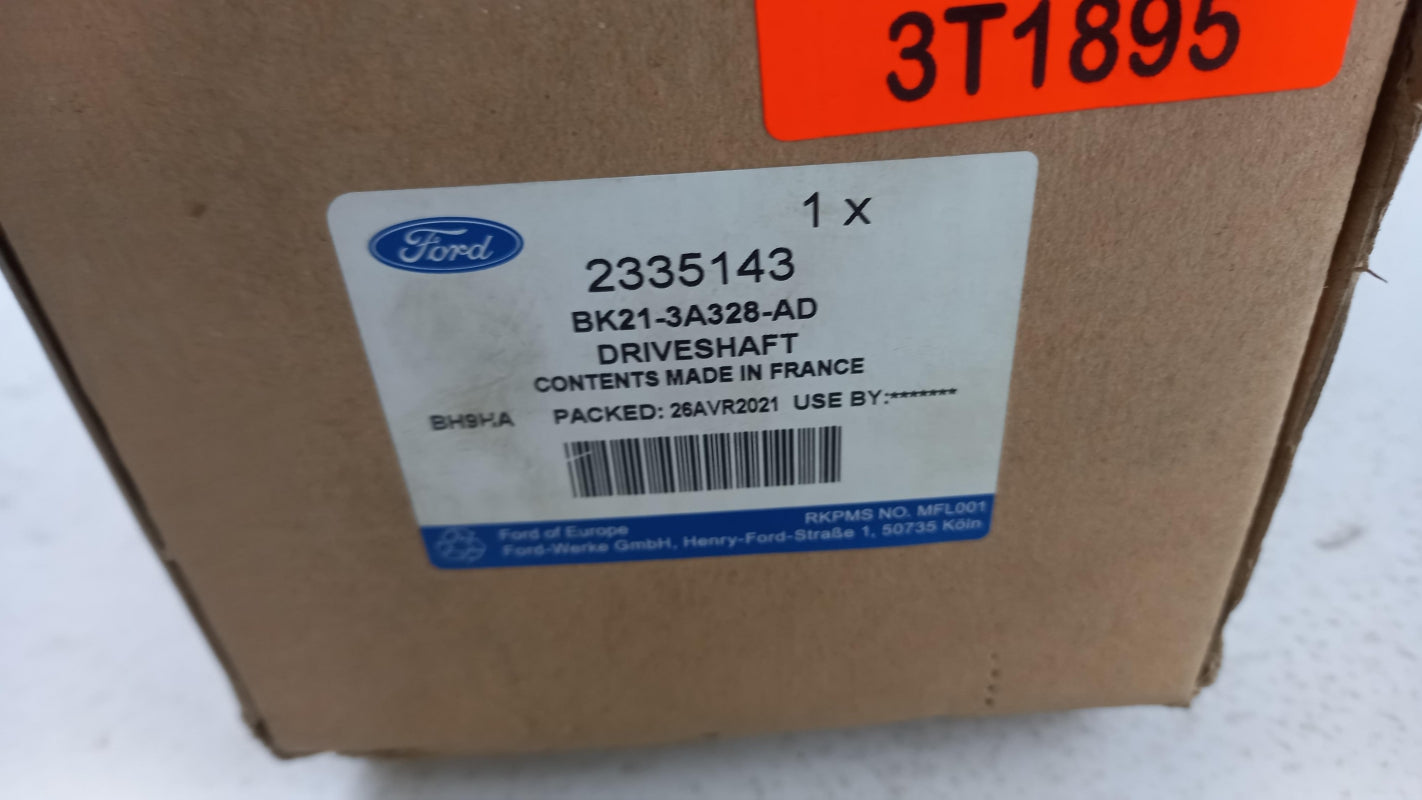 3T1895
1 x
Ford
2335143
BK21-3A328-AD
DRIVESHAFT
CONTENTS MADE IN FRANCE
BH9HA PACKED: 26AVR2021 USE BY:*******
RKPMS NO. MFL001
Ford of Europe
Ford-Werke GmbH, Henry-Ford-Straße 1, 50735 Köln